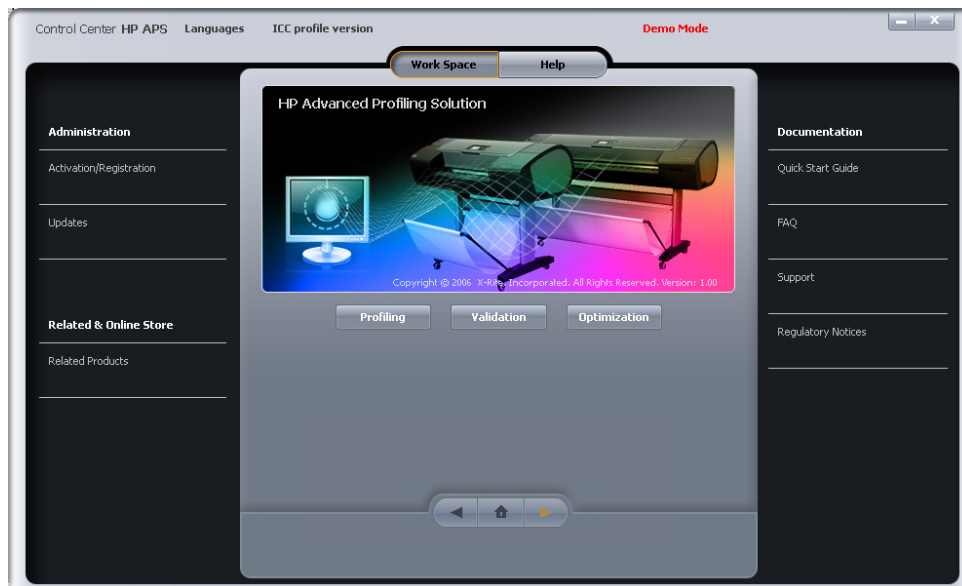 Control Center HP APS Languages ICC profile version Demo Mode
Work Space Help
HP Advanced Profiling Solution
Copyright © 2006 X-Rite, Incorporated. All Rights Reserved. Version: 1.00
Profiling Validation Optimization
Administration
Activation/Registration
Updates
Related & Online Store
Related Products
Documentation
Quick Start Guide
FAQ
Support
Regulatory Notices